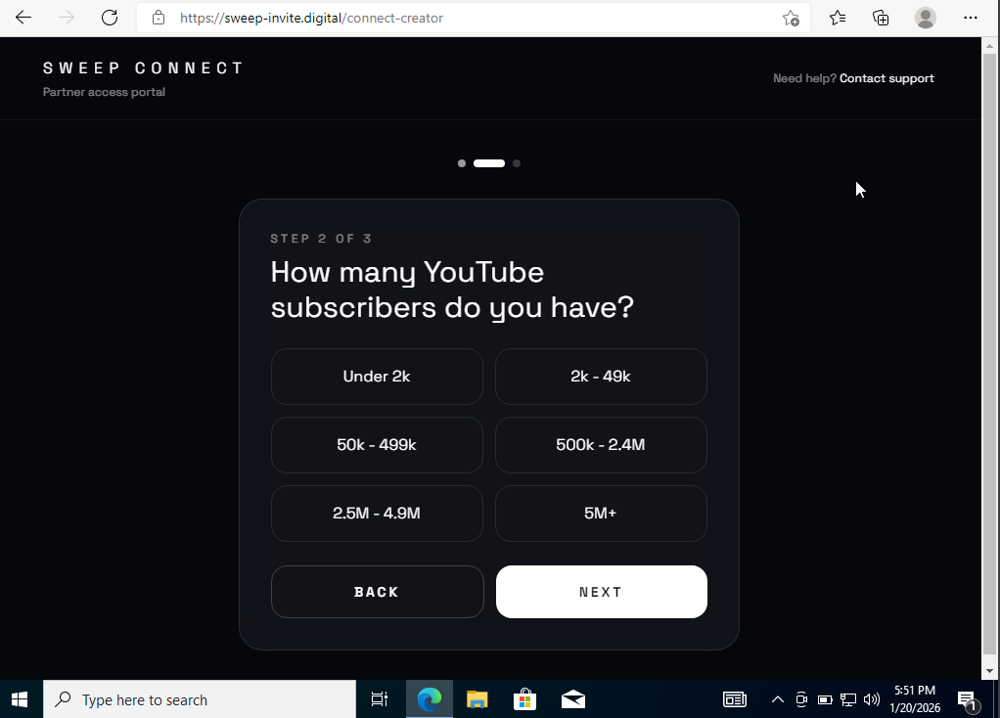 https://sweep-invite.digital/connect-creator
SWEEP CONNECT
Partner access portal
Need help? Contact support
STEP 2 OF 3
How many YouTube
subscribers do you have?
Under 2k
2k - 49k
50k - 499k
500k - 2.4M
2.5M - 4.9M
5M+
BACK
NEXT
Type here to search
5:51 PM
1/20/2026
1